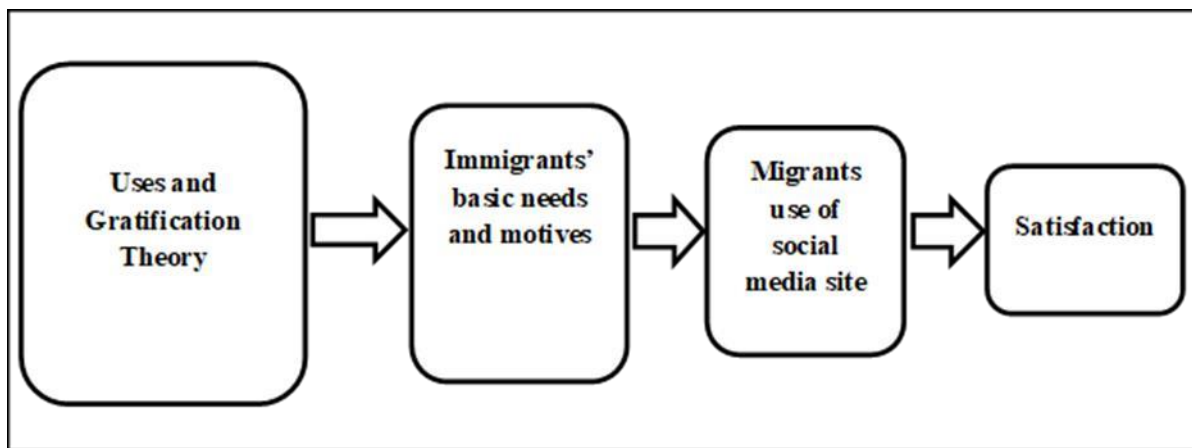 Uses and
Gratification
Theory
Immigrants’
basic needs
and motives
Migrants
use of
social
media site
Satisfaction